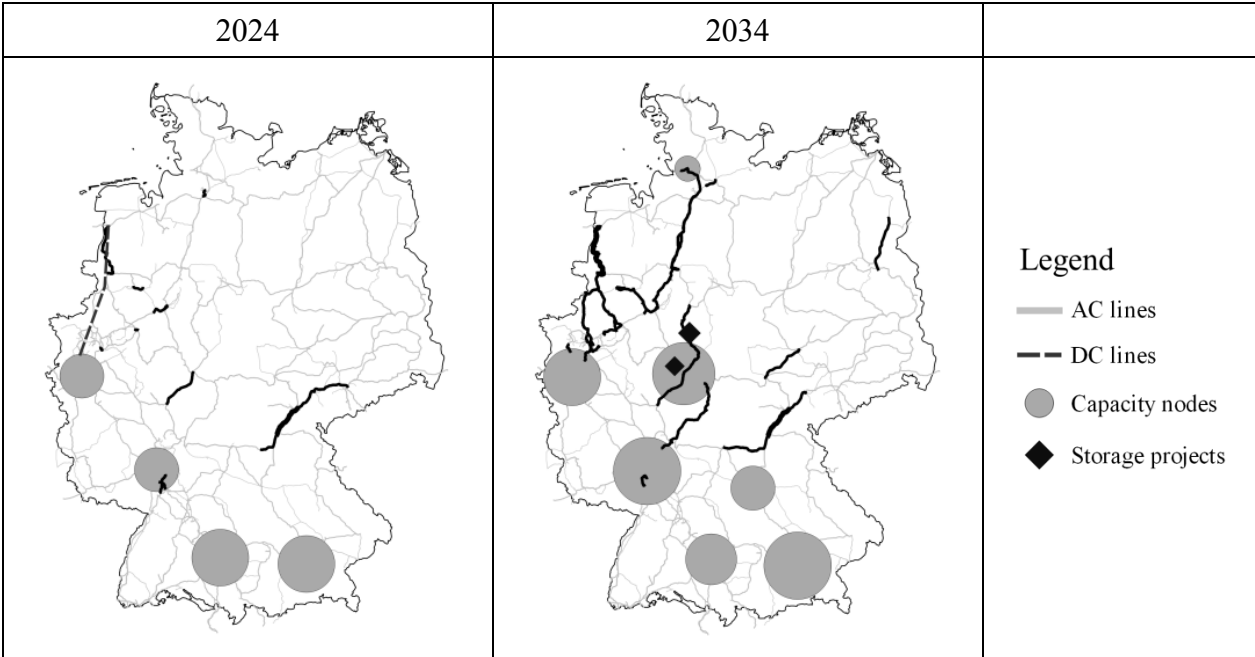 2024
2034
Legend
AC lines
DC lines
Capacity nodes
Storage projects